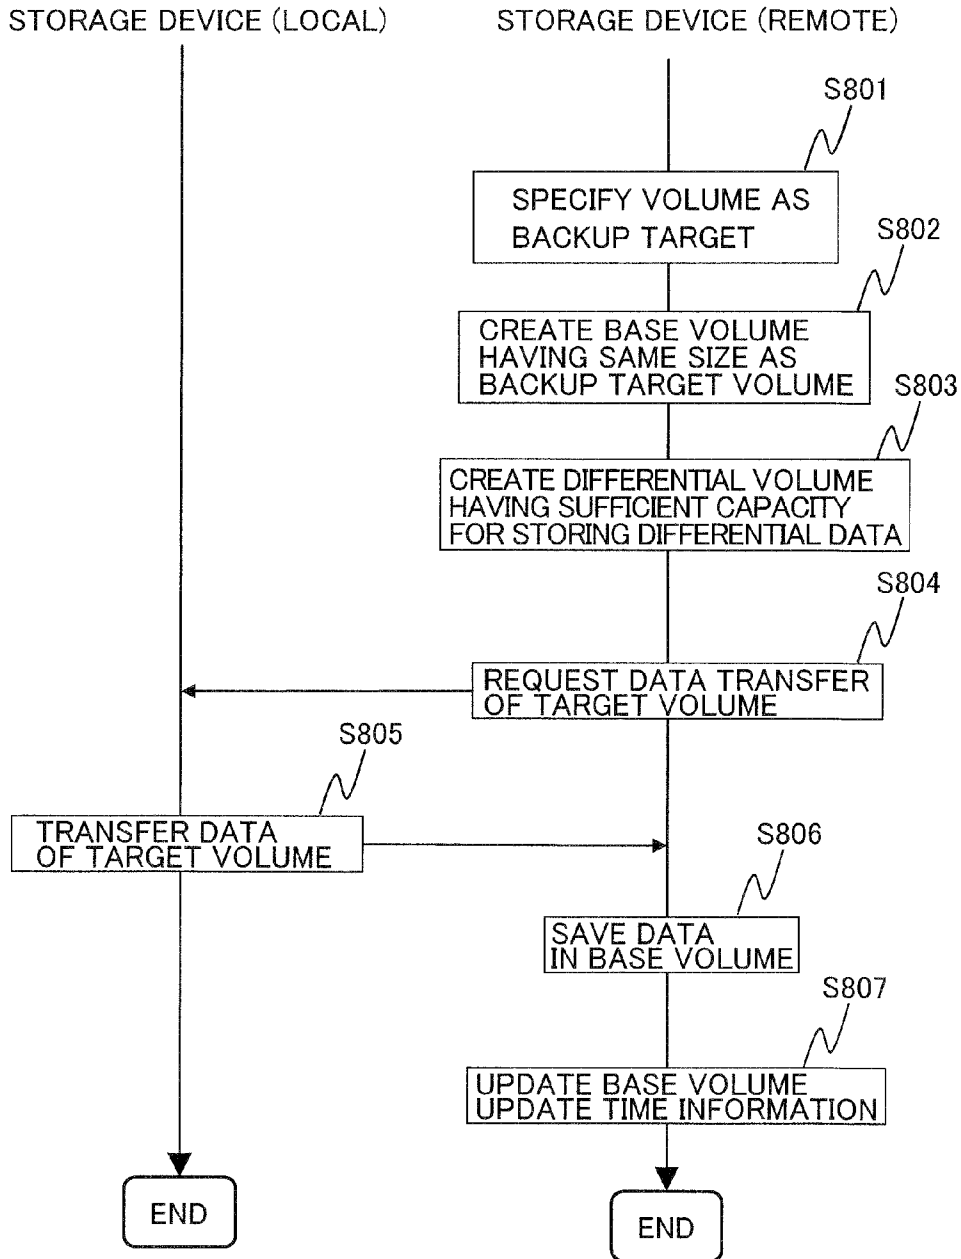 STORAGE DEVICE (LOCAL)
STORAGE DEVICE (REMOTE)
S801
SPECIFY VOLUME AS
BACKUP TARGET
S802
CREATE BASE VOLUME
HAVING SAME SIZE AS
BACKUP TARGET VOLUME
S803
CREATE DIFFERENTIAL VOLUME
HAVING SUFFICIENT CAPACITY
FOR STORING DIFFERENTIAL DATA
S804
REQUEST DATA TRANSFER
OF TARGET VOLUME
S805
TRANSFER DATA
OF TARGET VOLUME
S806
SAVE DATA
IN BASE VOLUME
S807
UPDATE BASE VOLUME
UPDATE TIME INFORMATION
END
END